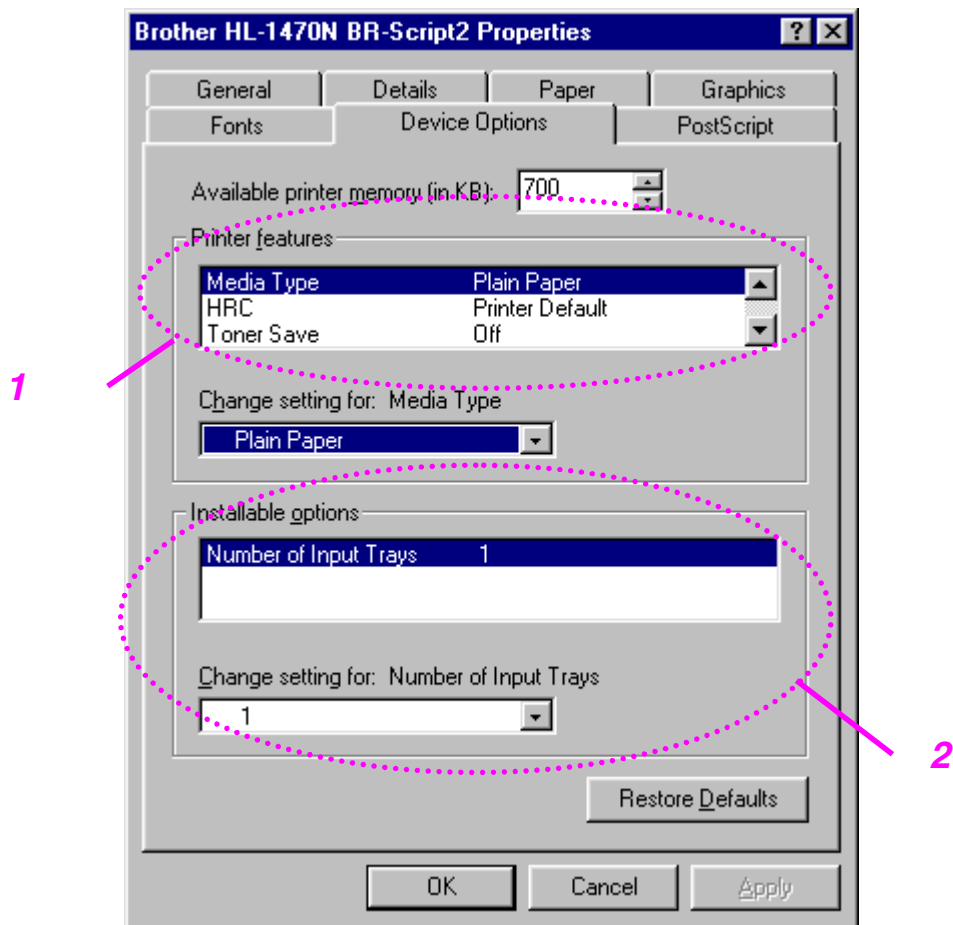 Brother HL-1470N BR-Script2 Properties
General Details Paper Graphics
Fonts Device Options PostScript
Available printer memory (in KB): 700
Printer features
Media Type Plain Paper
HRC Printer Default
Toner Save Off
1
Change setting for: Media Type
Plain Paper
Installable options
Number of Input Trays 1
Change setting for: Number of Input Trays
1
2
Restore Defaults
OK Cancel Apply